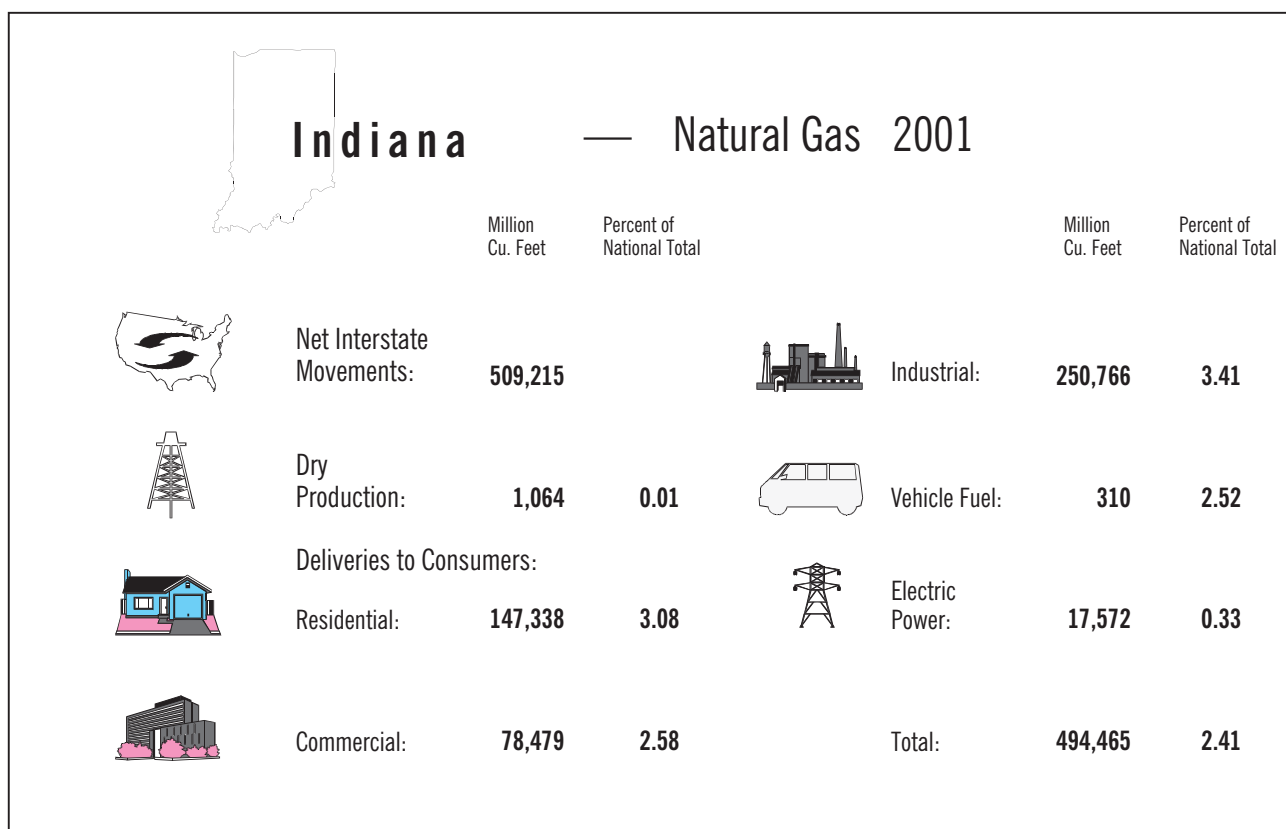 Indiana — Natural Gas 2001
Million Cu. Feet
Percent of National Total
Million Cu. Feet
Percent of National Total
Net Interstate
Movements: 509,215
Industrial: 250,766 3.41
Dry
Production: 1,064 0.01
Vehicle Fuel: 310 2.52
Deliveries to Consumers:
Residential: 147,338 3.08
Electric
Power: 17,572 0.33
Commercial: 78,479 2.58
Total: 494,465 2.41